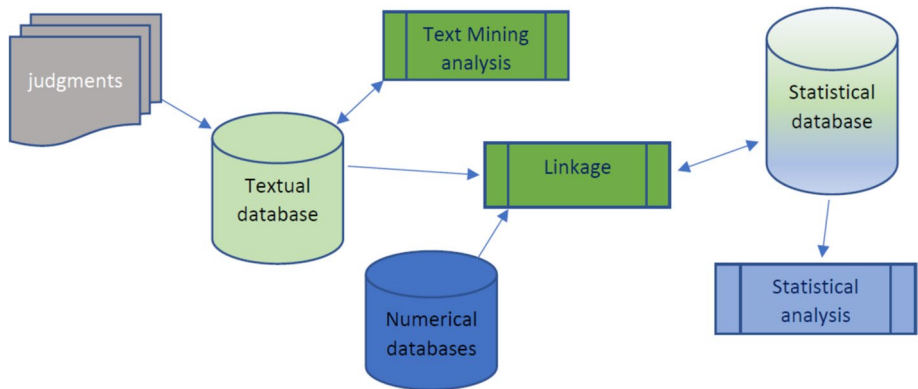 judgments
Text Mining
analysis
Statistical
database
Textual
database
Linkage
Numerical
databases
Statistical
analysis